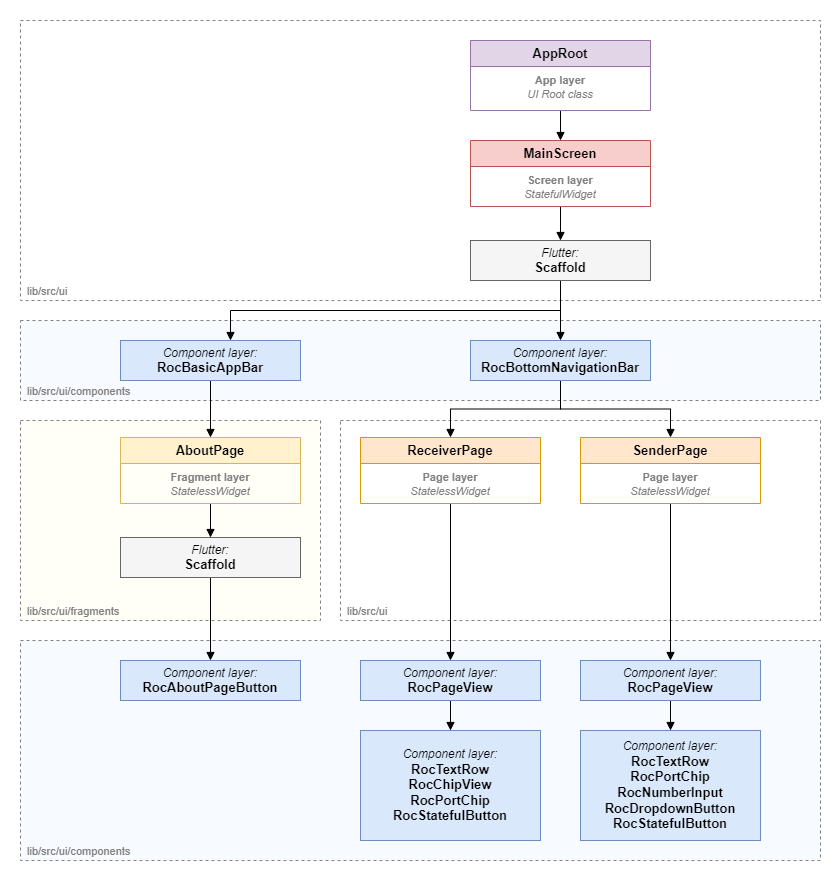 AppRoot
App layer
UI Root class
MainScreen
Screen layer
StatefulWidget
Flutter:
Scaffold
lib/src/ui
Component layer:
RocBasicAppBar
Component layer:
RocBottomNavigationBar
lib/src/ui/components
AboutPage
Fragment layer
StatelessWidget
Flutter:
Scaffold
lib/src/ui/fragments
ReceiverPage
Page layer
StatelessWidget
SenderPage
Page layer
StatelessWidget
lib/src/ui
Component layer:
RocAboutPageButton
Component layer:
RocPageView
Component layer:
RocPageView
Component layer:
RocTextRow
RocChipView
RocPortChip
RocStatefulButton
Component layer:
RocTextRow
RocPortChip
RocNumberInput
RocDropdownButton
RocStatefulButton
lib/src/ui/components